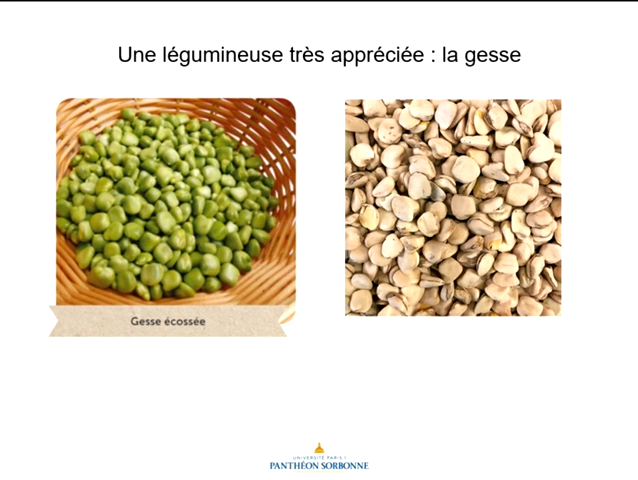 Une légumineuse très appréciée : la gesse
Gesse écossée
UNIVERSITÉ PARIS 1
PANTHÉON SORBONNE